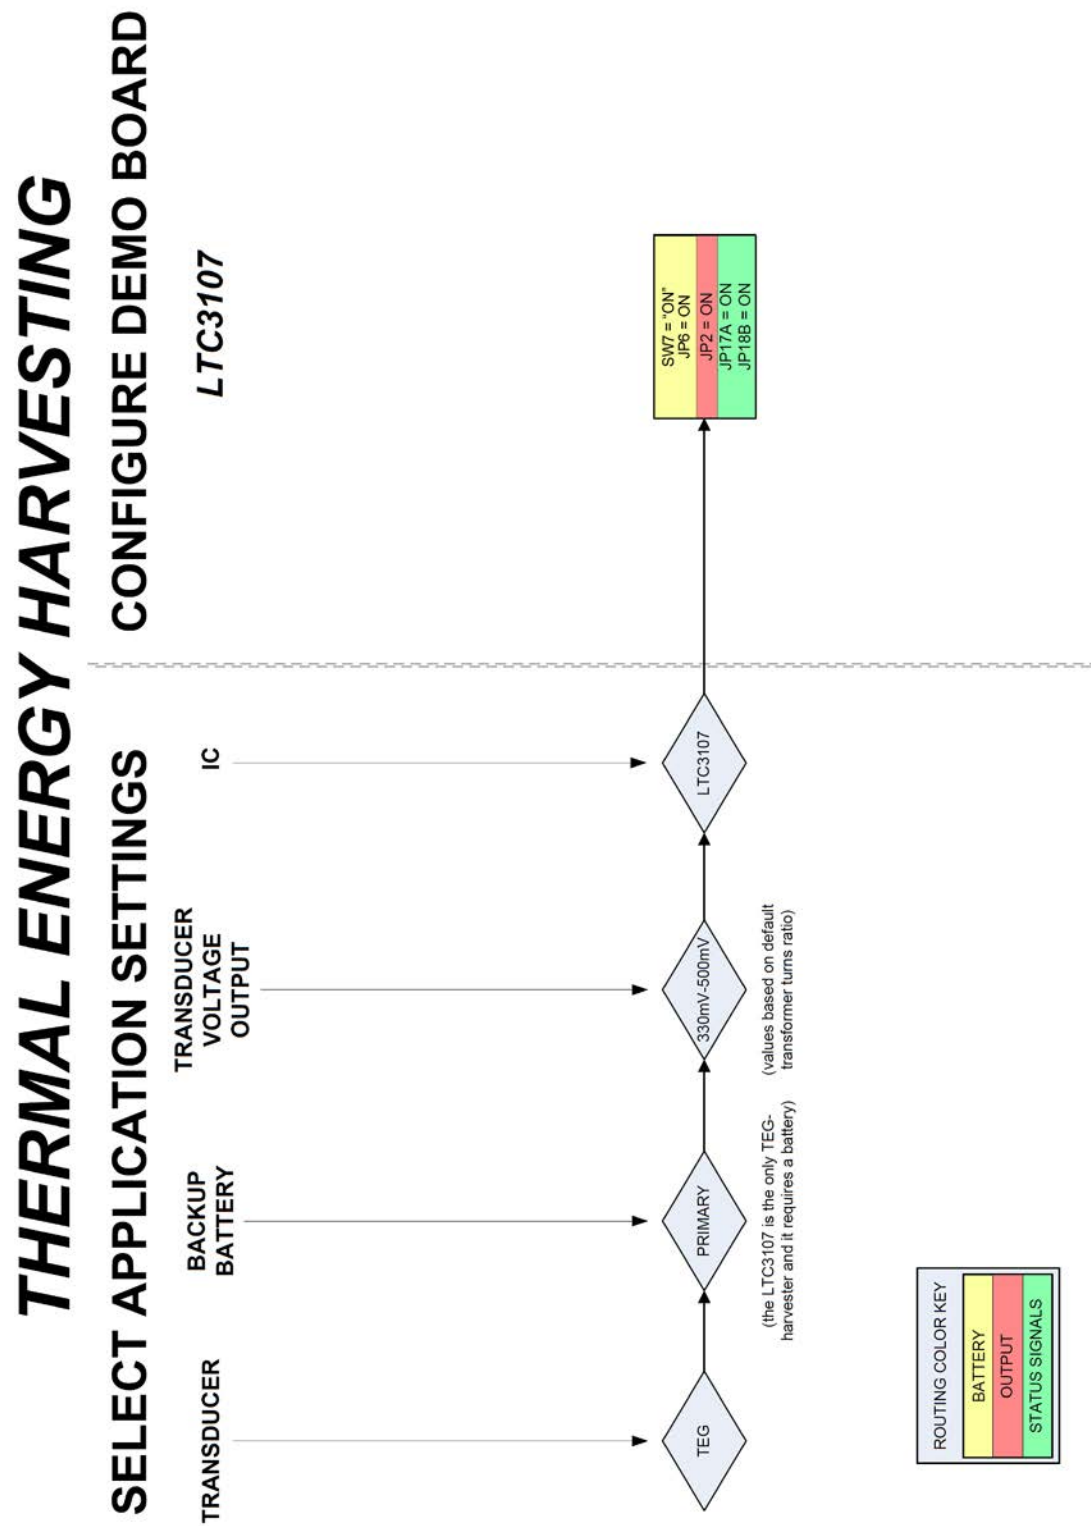 THERMAL ENERGY HARVESTING
SELECT APPLICATION SETTINGS
CONFIGURE DEMO BOARD
TRANSDUCER
BACKUP
BATTERY
TRANSDUCER
VOLTAGE
OUTPUT
IC
LTC3107
TEG
PRIMARY
330mV-500mV
LTC3107
SW7 = "ON"
JP6 = ON
JP2 = ON
JP17A = ON
JP18B = ON
(the LTC3107 is the only TEG-
harvester and it requires a battery)
(values based on default
transformer turns ratio)
ROUTING COLOR KEY
BATTERY
OUTPUT
STATUS SIGNALS